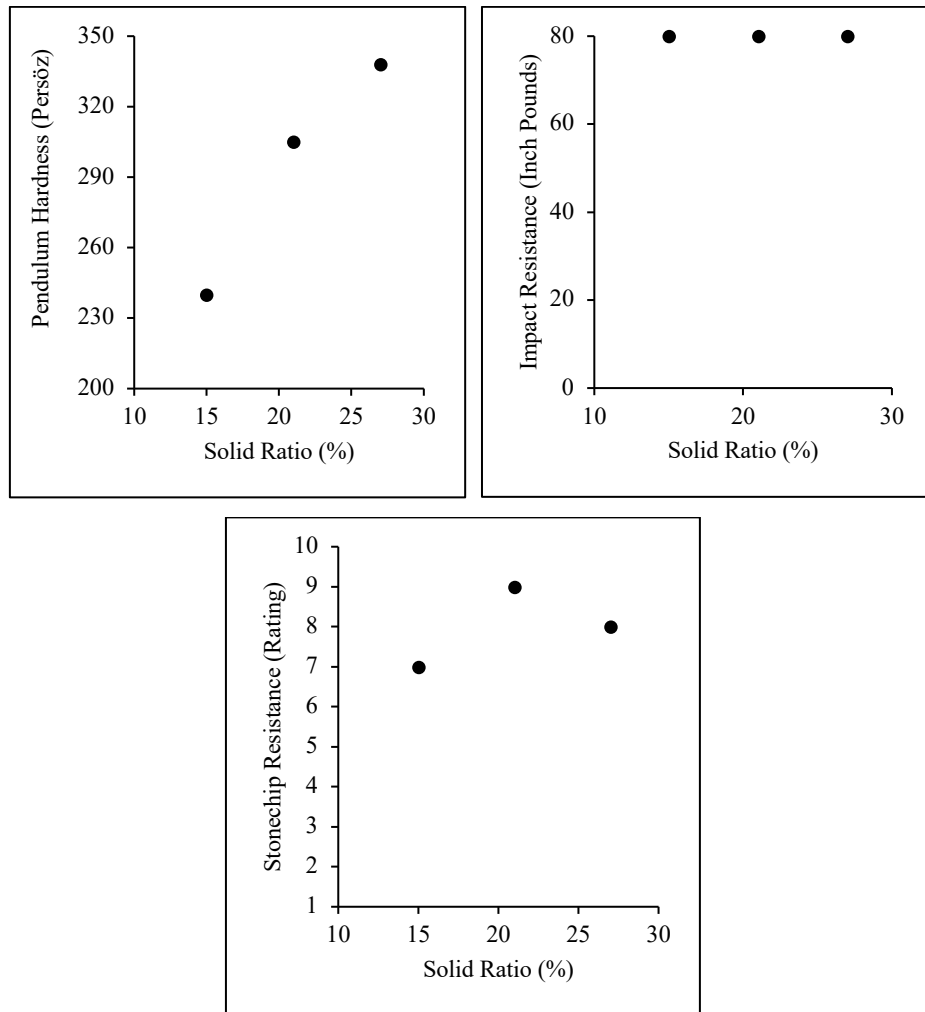 Pendulum Hardness (Persöz)
350
320
290
260
230
200
10 15 20 25 30
Solid Ratio (%)
Impact Resistance (Inch Pounds)
80
60
40
20
0
10 20 30
Solid Ratio (%)
Stonechip Resistance (Rating)
10
9
8
7
6
5
4
3
2
1
10 15 20 25 30
Solid Ratio (%)